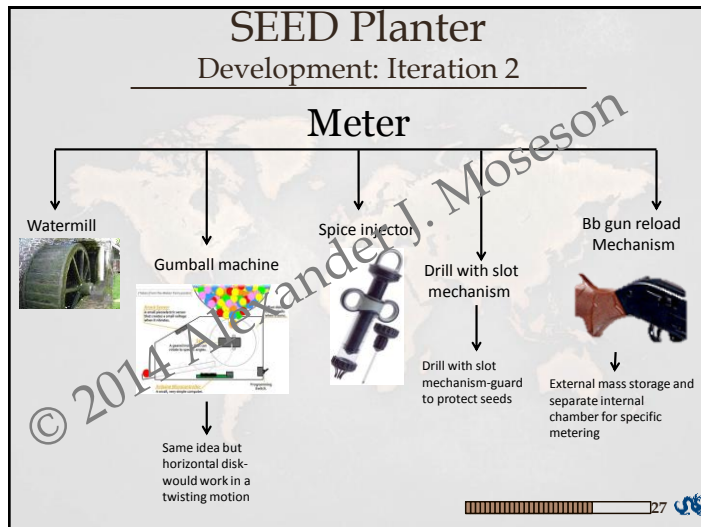 SEED Planter
Development: Iteration 2
Meter
Watermill
Gumball machine
Spice injector
Drill with slot
mechanism
Bb gun reload
Mechanism
Same idea but
horizontal disk-
would work in a
twisting motion
Drill with slot
mechanism-guard
to protect seeds
External mass storage and
separate internal
chamber for specific
metering
© 2014 Alexander J. Moseson
27